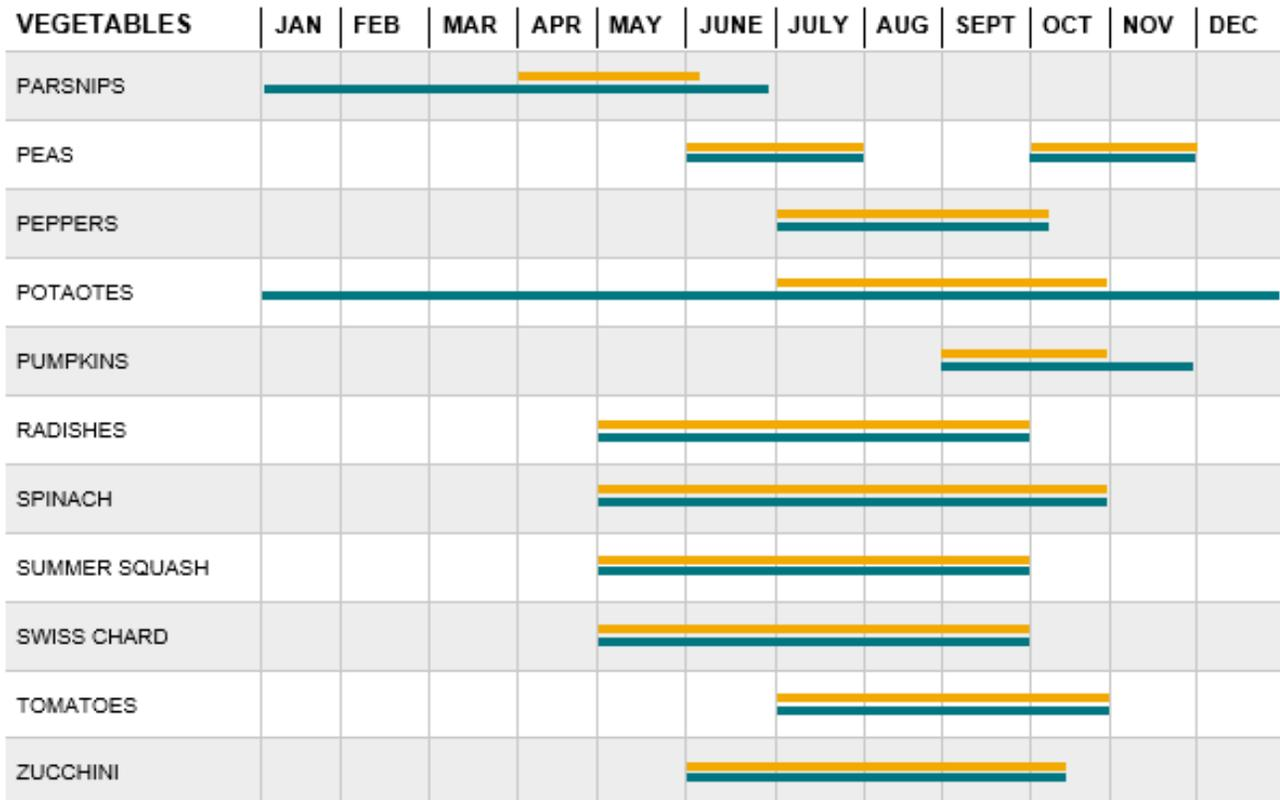 VEGETABLES JAN FEB MAR APR MAY JUNE JULY AUG SEPT OCT NOV DEC
PARSNIPS
PEAS
PEPPERS
POTAOTES
PUMPKINS
RADISHES
SPINACH
SUMMER SQUASH
SWISS CHARD
TOMATOES
ZUCCHINI